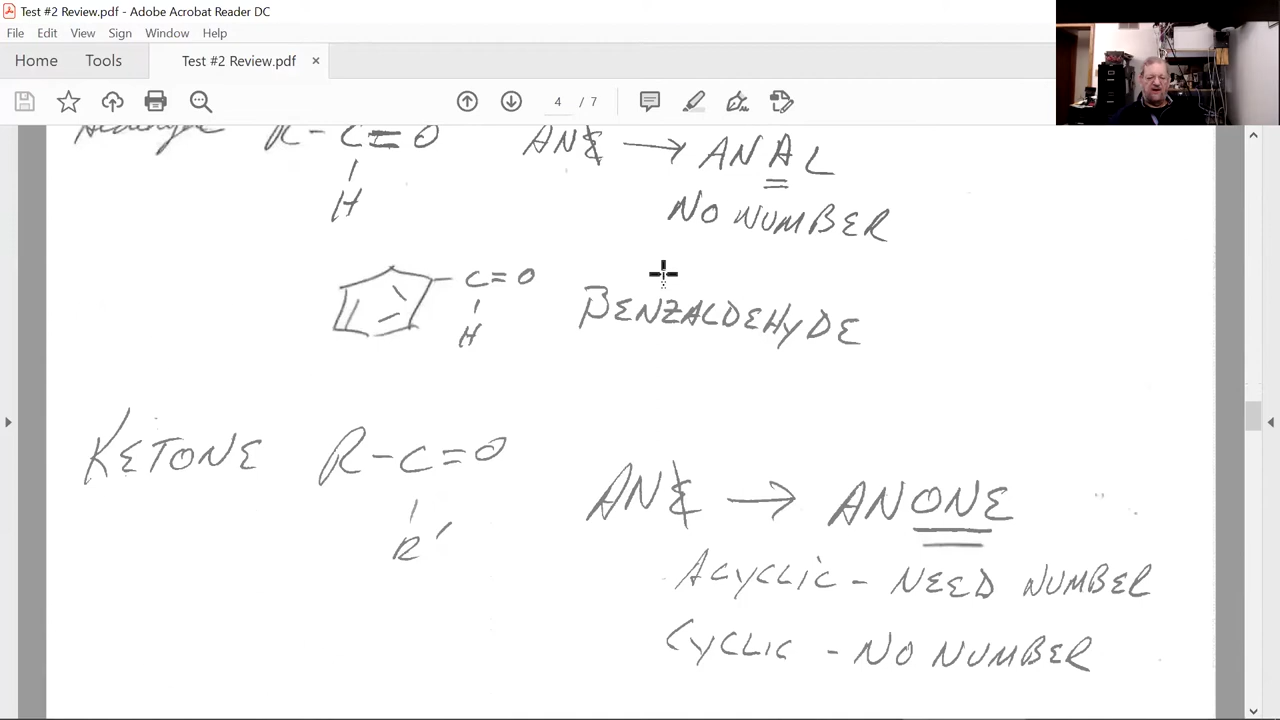 Test #2 Review.pdf - Adobe Acrobat Reader DC
File Edit View Sign Window Help
Home Tools Test #2 Review.pdf ×
4 / 7
Aldehyde R-C=O ANE → ANAL
H
NO NUMBER
C=O
H
BENZALDEHYDE
KETONE R-C=O
R'
ANE → ANONE
ACYCLIC - NEED NUMBER
CYCLIC - NO NUMBER